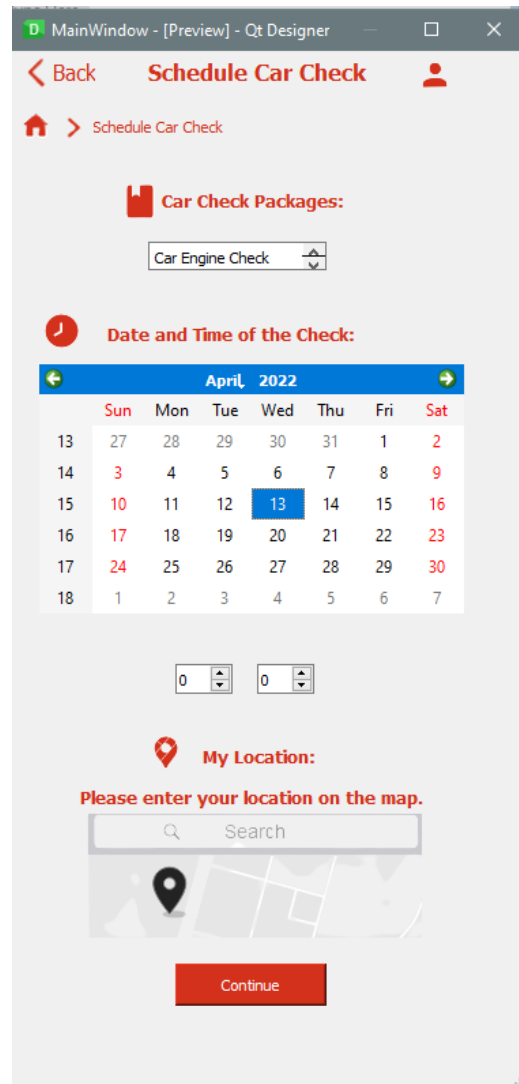 D MainWindow - [Preview] - Qt Designer
Back Schedule Car Check
Schedule Car Check
Car Check Packages:
Car Engine Check
Date and Time of the Check:
April, 2022
Sun Mon Tue Wed Thu Fri Sat
13 27 28 29 30 31 1 2
14 3 4 5 6 7 8 9
15 10 11 12 13 14 15 16
16 17 18 19 20 21 22 23
17 24 25 26 27 28 29 30
18 1 2 3 4 5 6 7
0 0
My Location:
Please enter your location on the map.
Search
Continue